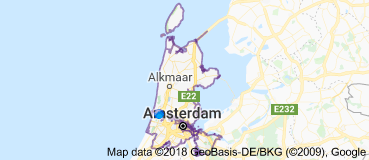 Alkmaar
E22
E232
Amsterdam
Map data ©2018 GeoBasis-DE/BKG (©2009), Google